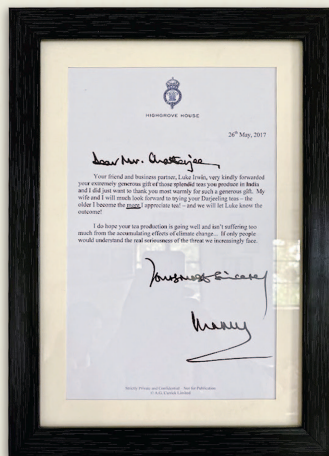 HIGHGROVE HOUSE
26th May, 2017
Dear Mr. Chatterjee,
Your friend and business partner, Luke Irwin, very kindly forwarded
your extremely generous gift of those splendid teas you produce in India
and I did just want to thank you most warmly for such a generous gift. My
wife and I will much look forward to trying your Darjeeling teas – the
older I become the more I appreciate tea! – and we will let Luke know the
outcome!
I do hope your tea production is going well and isn't suffering too
much from the accumulating effects of climate change... If only people
would understand the real seriousness of the threat we increasingly face.
Yours most sincerely
Strictly Private and Confidential - Not for Publication